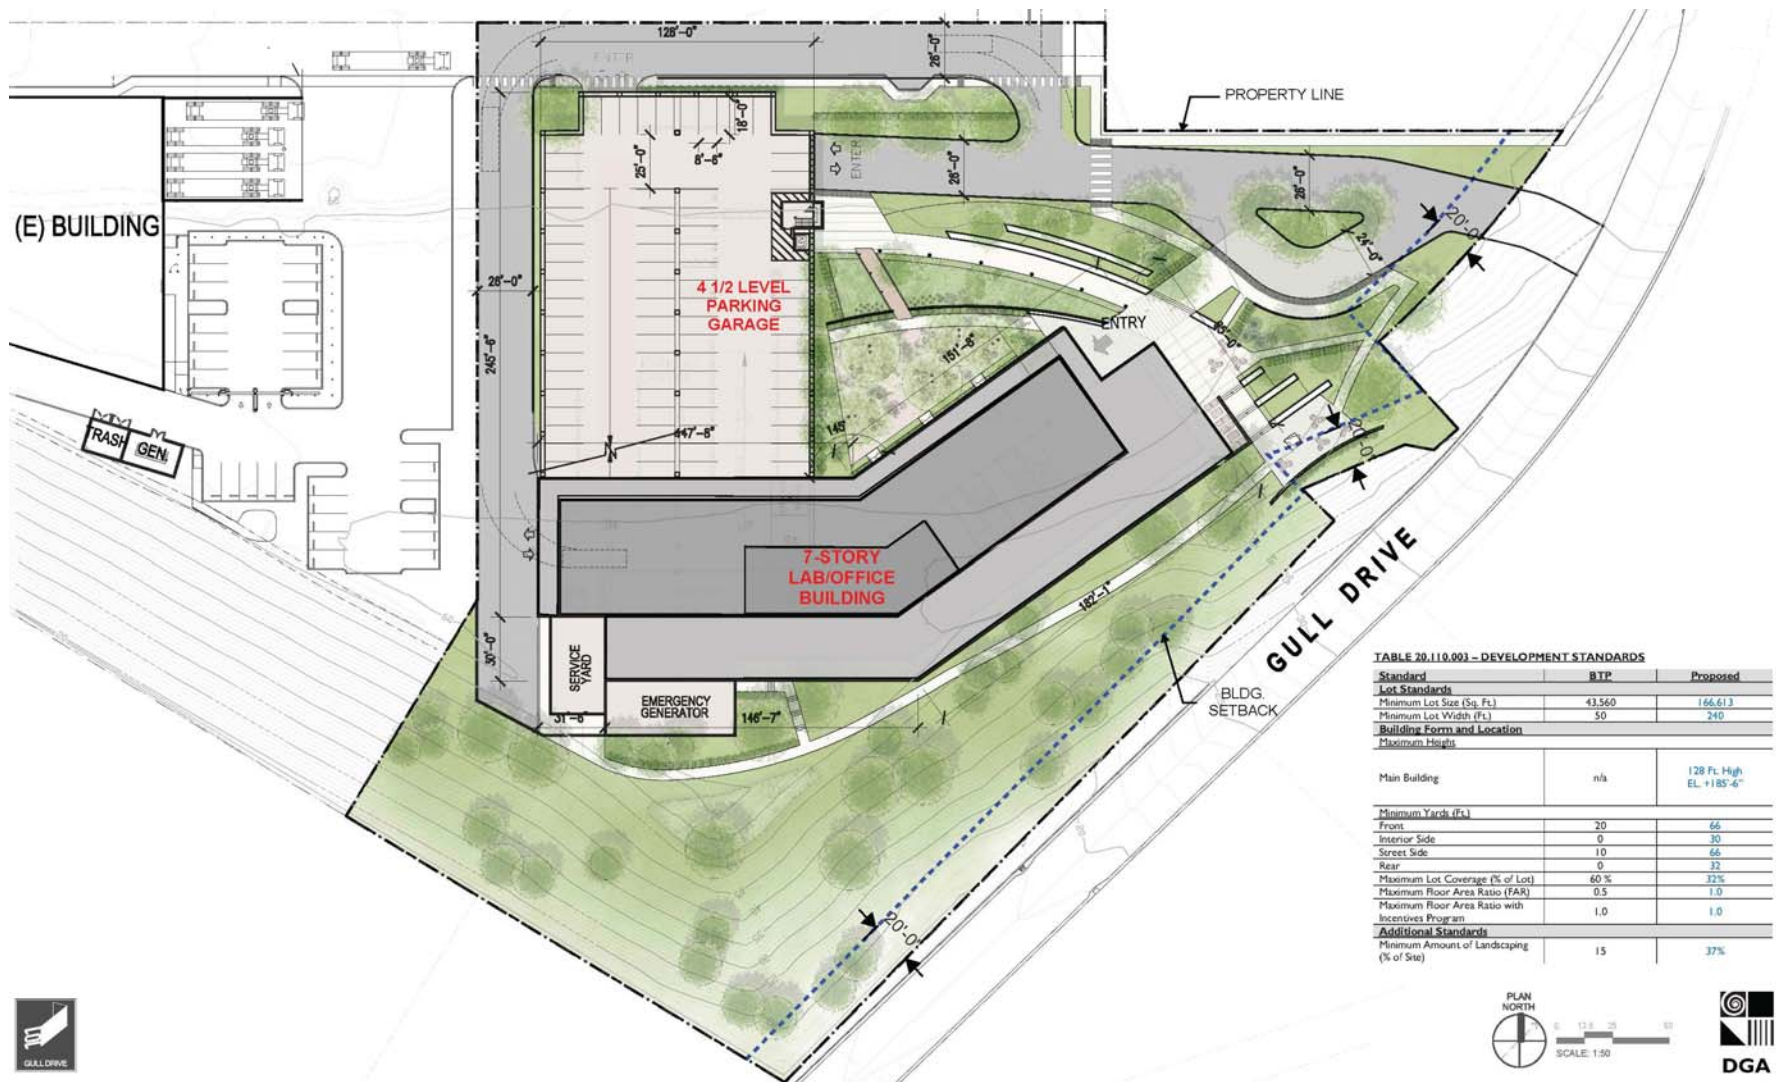 128'-0"
26'-0"
ENTER
PROPERTY LINE
18'-0"
25'-0"
8'-6"
ENTER
26'-0"
26'-0"
20'-0"
24'-0"
(E) BUILDING
26'-0"
4 1/2 LEVEL
PARKING
GARAGE
ENTRY
151'-8"
245'-6"
TRASH
GEN.
145°
20'-0"
7-STORY
LAB/OFFICE
BUILDING
182'-1"
GULL DRIVE
30'-0"
SERVICE
YARD
EMERGENCY
GENERATOR
31'-6"
146'-7"
BLDG.
SETBACK
20'-0"
TABLE 20.110.003 – DEVELOPMENT STANDARDS
Standard BTP Proposed
Lot Standards
Minimum Lot Size (Sq. Ft.) 43,560 166,613
Minimum Lot Width (Ft.) 50 240
Building Form and Location
Maximum Height
Main Building n/a 128 Ft. High
EL. +185'-6"
Minimum Yards (Ft.)
Front 20 66
Interior Side 0 30
Street Side 10 66
Rear 0 32
Maximum Lot Coverage (% of Lot) 60 % 32%
Maximum Floor Area Ratio (FAR) 0.5 1.0
Maximum Floor Area Ratio with
Incentives Program 1.0 1.0
Additional Standards
Minimum Amount of Landscaping
(% of Site) 15 37%
PLAN
NORTH
SCALE: 1:50
DGA
GULL DRIVE